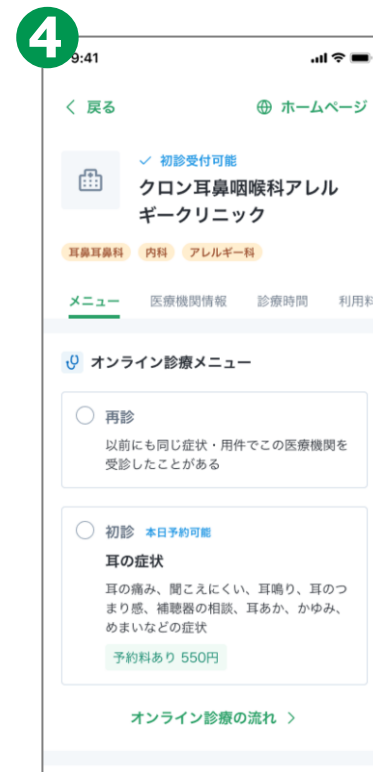 4
9:41
戻る
ホームページ
初診受付可能
クロン耳鼻咽喉科アレル
ギークリニック
耳鼻耳鼻科 内科 アレルギー科
メニュー 医療機関情報 診療時間 利用料
オンライン診療メニュー
再診
以前にも同じ症状・用件でこの医療機関を
受診したことがある
初診 本日予約可能
耳の症状
耳の痛み、聞こえにくい、耳鳴り、耳のつ
まり感、補聴器の相談、耳あか、かゆみ、
めまいなどの症状
予約料あり 550円
オンライン診療の流れ